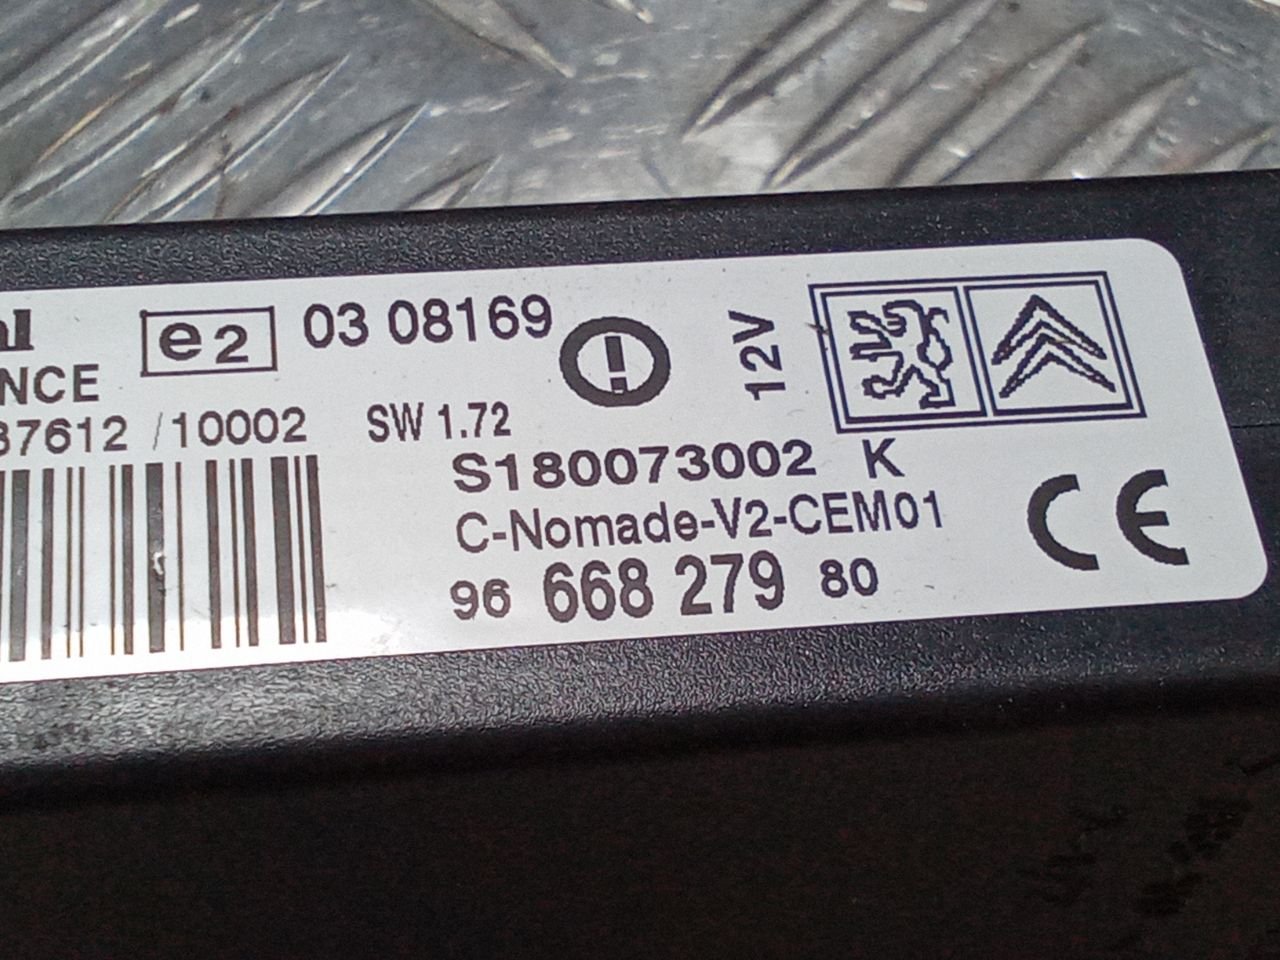 al
e2 03 08169
NCE
37612 /10002 SW 1.72
12V
S180073002 K
C-Nomade-V2-CEM01
96 668 279 80
CE